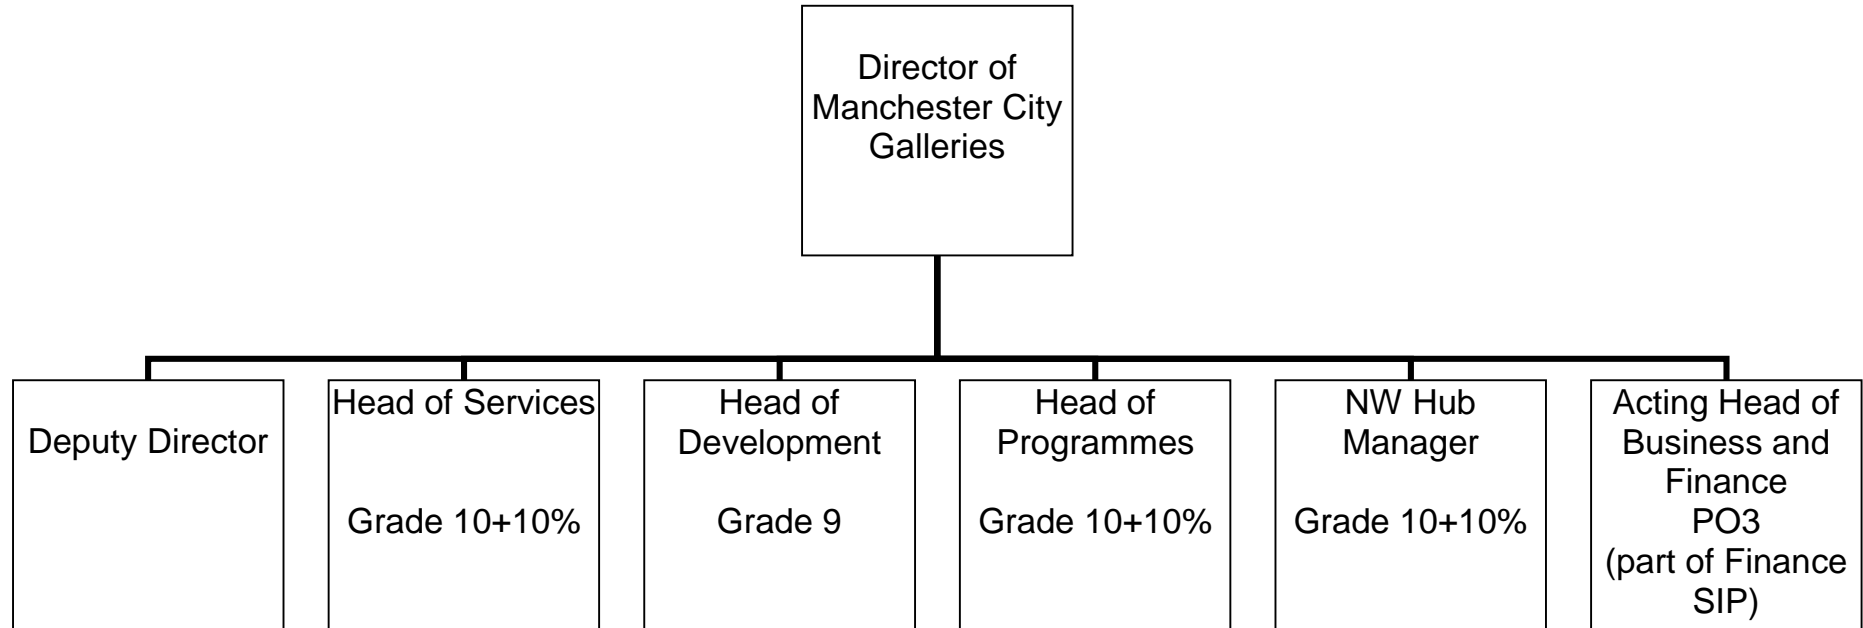 Director of
Manchester City
Galleries
Deputy Director
Head of Services
Grade 10+10%
Head of
Development
Grade 9
Head of
Programmes
Grade 10+10%
NW Hub
Manager
Grade 10+10%
Acting Head of
Business and
Finance
PO3
(part of Finance
SIP)